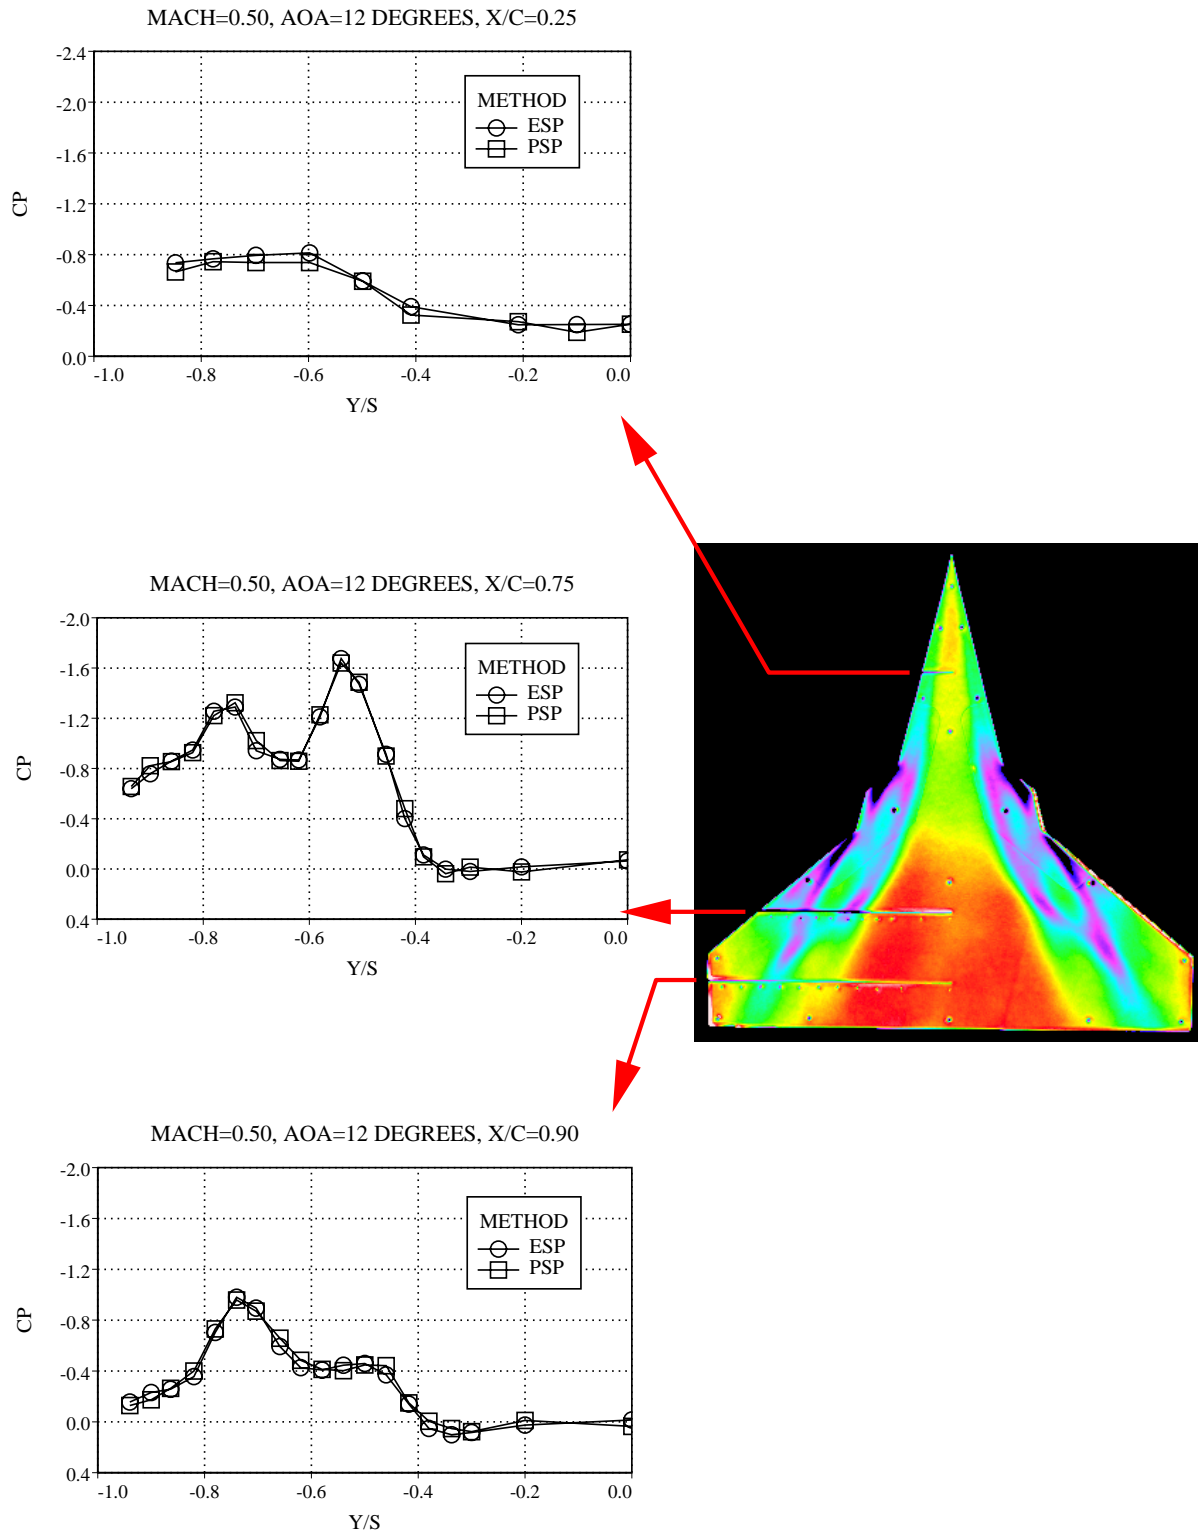 MACH=0.50, AOA=12 DEGREES, X/C=0.25
-2.4
-2.0
-1.6
-1.2
-0.8
-0.4
0.0
CP
METHOD
ESP
PSP
-1.0 -0.8 -0.6 -0.4 -0.2 0.0
Y/S
MACH=0.50, AOA=12 DEGREES, X/C=0.75
-2.0
-1.6
-1.2
-0.8
-0.4
0.0
0.4
CP
METHOD
ESP
PSP
-1.0 -0.8 -0.6 -0.4 -0.2 0.0
Y/S
MACH=0.50, AOA=12 DEGREES, X/C=0.90
-2.0
-1.6
-1.2
-0.8
-0.4
0.0
0.4
CP
METHOD
ESP
PSP
-1.0 -0.8 -0.6 -0.4 -0.2 0.0
Y/S